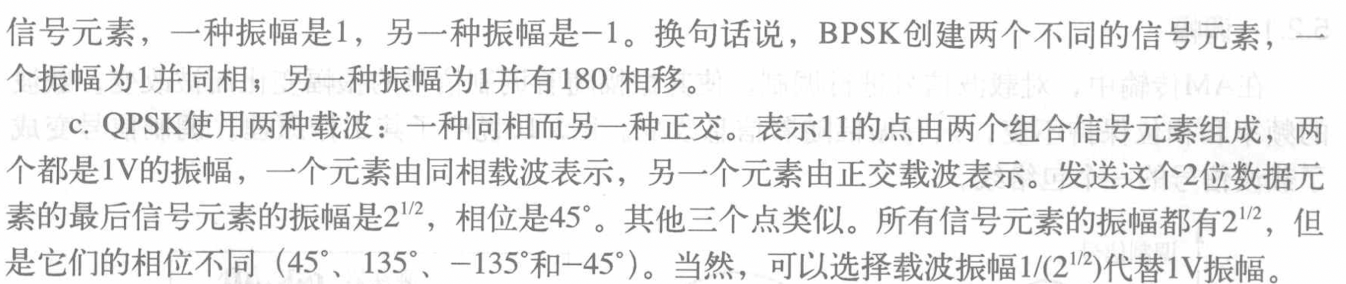 信号元素，一种振幅是1，另一种振幅是−1。换句话说，BPSK创建两个不同的信号元素，一
个振幅为1并同相，另一种振幅为1并有180°相移。
c. QPSK使用两种载波：一种同相而另一种正交。表示11的点由两个组合信号元素组成，两
个都是1V的振幅，一个元素由同相载波表示，另一个元素由正交载波表示。发送这个2位数据元
素的最后信号元素的振幅是2^{1/2}，相位是45°。其他三个点类似。所有信号元素的振幅都有2^{1/2}，但
是它们的相位不同（45°、135°、−135°和−45°）。当然，可以选择载波振幅1/(2^{1/2})代替1V振幅。